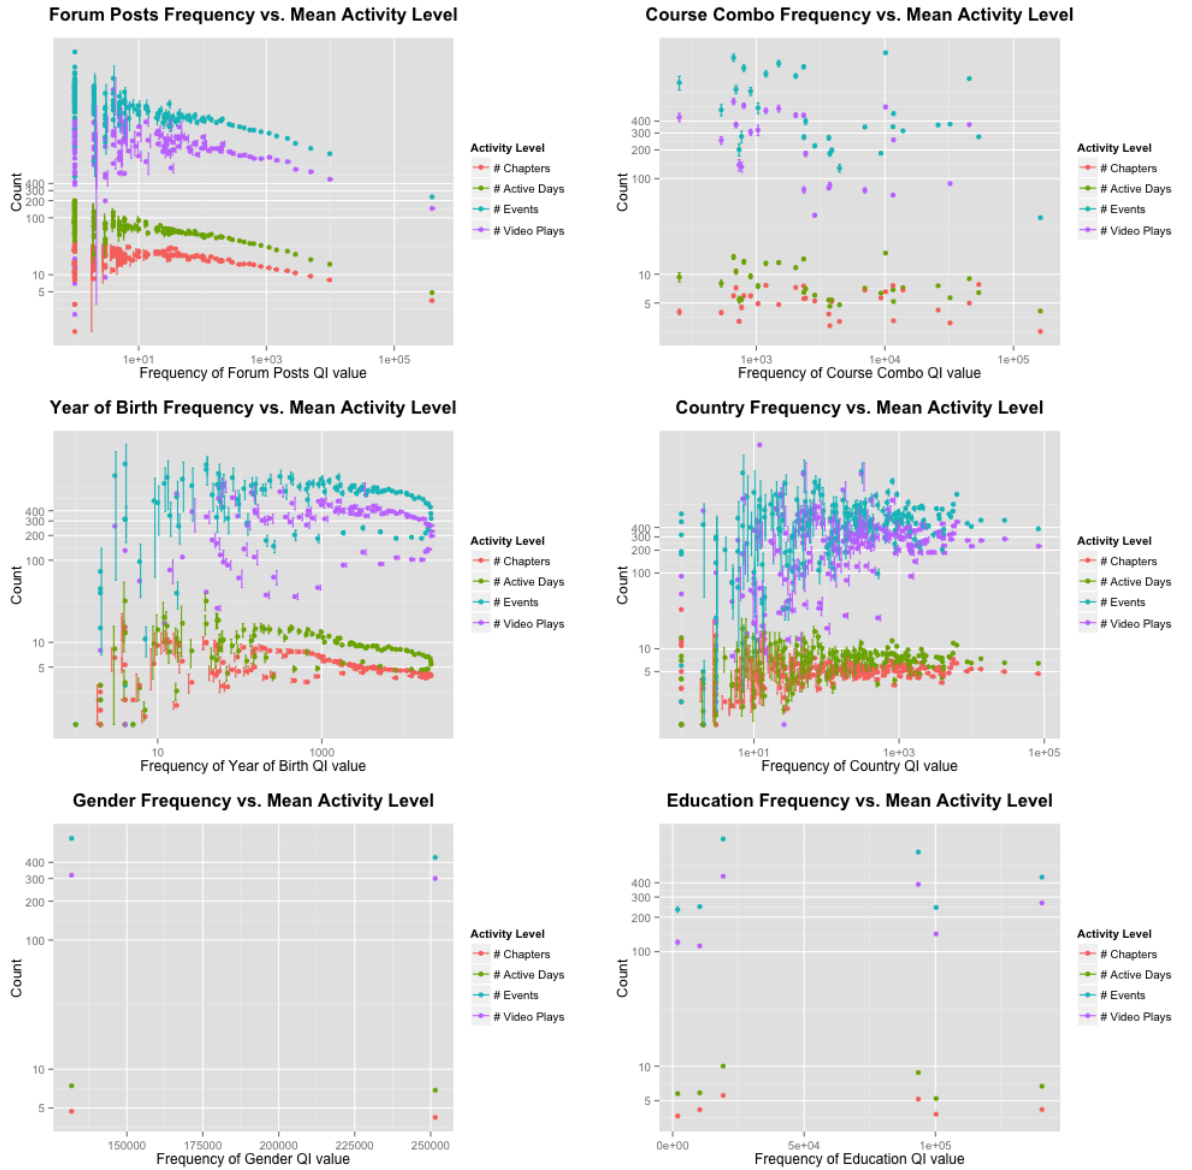 Forum Posts Frequency vs. Mean Activity Level
Count
400
300
200
100
10
5
1e+01
1e+03
1e+05
Frequency of Forum Posts QI value
Activity Level
# Chapters
# Active Days
# Events
# Video Plays
Course Combo Frequency vs. Mean Activity Level
Count
400
300
200
100
10
5
1e+03
1e+04
1e+05
Frequency of Course Combo QI value
Activity Level
# Chapters
# Active Days
# Events
# Video Plays
Year of Birth Frequency vs. Mean Activity Level
Count
400
300
200
100
10
5
10
1000
Frequency of Year of Birth QI value
Activity Level
# Chapters
# Active Days
# Events
# Video Plays
Country Frequency vs. Mean Activity Level
Count
400
300
200
100
10
5
1e+01
1e+03
1e+05
Frequency of Country QI value
Activity Level
# Chapters
# Active Days
# Events
# Video Plays
Gender Frequency vs. Mean Activity Level
Count
400
300
200
100
10
5
150000
175000
200000
225000
250000
Frequency of Gender QI value
Activity Level
# Chapters
# Active Days
# Events
# Video Plays
Education Frequency vs. Mean Activity Level
Count
400
300
200
100
10
5
0e+00
5e+04
1e+05
Frequency of Education QI value
Activity Level
# Chapters
# Active Days
# Events
# Video Plays